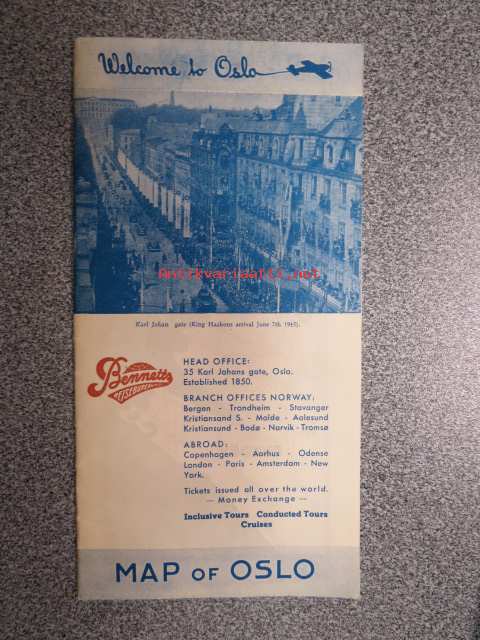 Welcome to Oslo
Antikvariaatti.net
Karl Johan gate (King Haakons arrival June 7th, 1945).
Bennetts
REISEBUREAU
HEAD OFFICE:
35 Karl Johans gate, Oslo.
Established 1850.
BRANCH OFFICES NORWAY:
Bergen - Trondheim - Stavanger
Kristiansand S. - Molde - Aalesund
Kristiansund - Bodø - Narvik - Tromsø
ABROAD:
Copenhagen - Aarhus - Odense
London - Paris - Amsterdam - New
York.
Tickets issued all over the world.
— Money Exchange —
Inclusive Tours Conducted Tours
Cruises
MAP OF OSLO